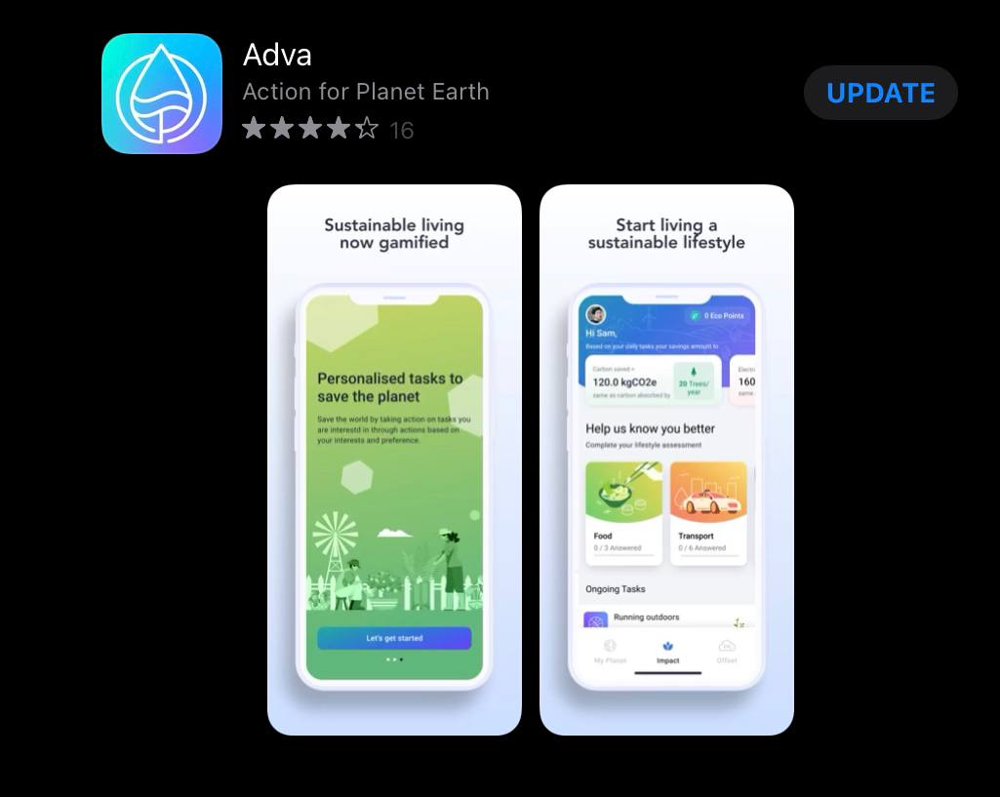 Adva
Action for Planet Earth
16
UPDATE
Sustainable living
now gamified
Personalised tasks to
save the planet
Save the world by taking action on tasks you
are interestd in through actions based on
your interests and preference.
Let's get started
Start living a
sustainable lifestyle
0 Eco Points
Hi Sam,
Based on your daily tasks your savings amount to
Carbon saved =
120.0 kgCO2e
same as carbon absorbed by
20 Trees/
year
Electri
160
same
Help us know you better
Complete your lifestyle assessment
Food
0 / 3 Answered
Transport
0 / 6 Answered
Ongoing Tasks
Running outdoors
My Planet
Impact
Offset